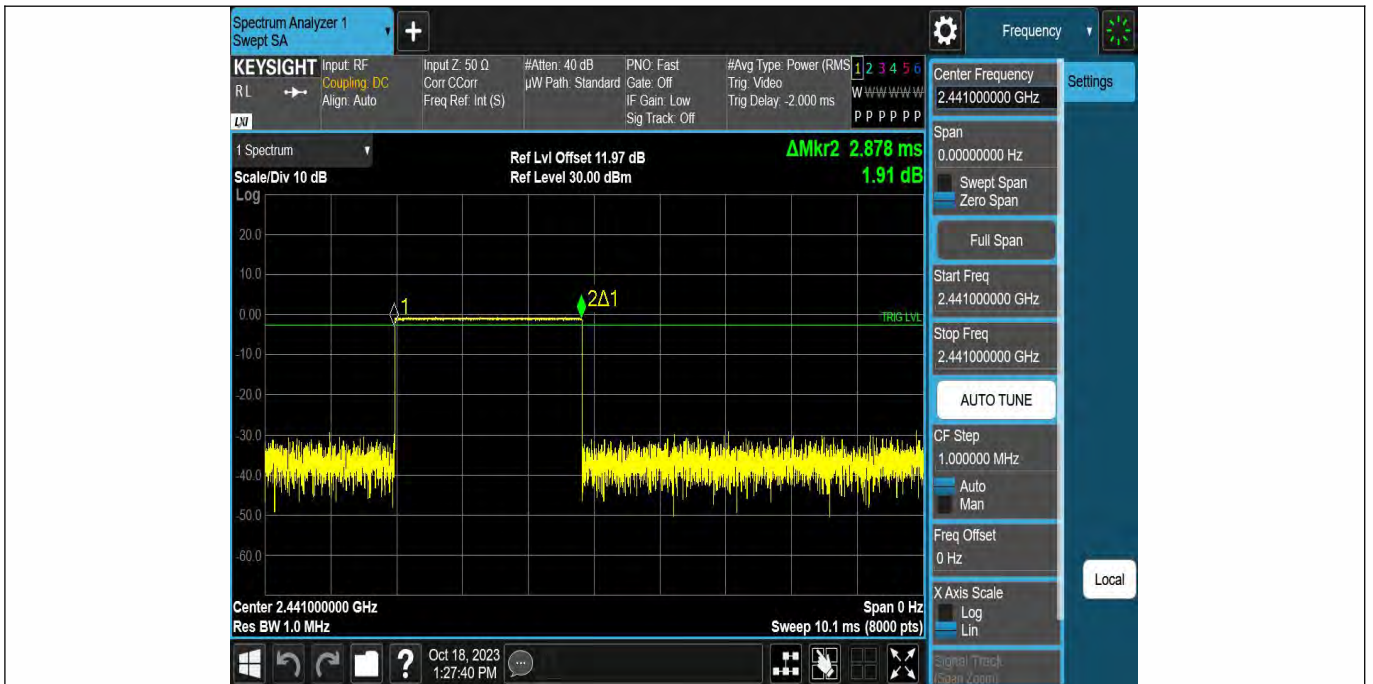 Spectrum Analyzer 1
Swept SA
+
Frequency
KEYSIGHT
RL
LXI
Input: RF
Coupling: DC
Align: Auto
Input Z: 50 Ω
Corr CCorr
Freq Ref: Int (S)
#Atten: 40 dB
µW Path: Standard
PNO: Fast
Gate: Off
IF Gain: Low
Sig Track: Off
#Avg Type: Power (RMS
Trig: Video
Trig Delay: -2.000 ms
1 2 3 4 5 6
W W W W W W
P P P P P P
1 Spectrum
Scale/Div 10 dB
Log
Ref Lvl Offset 11.97 dB
Ref Level 30.00 dBm
ΔMkr2 2.878 ms
1.91 dB
20.0
10.0
0.00
-10.0
-20.0
-30.0
-40.0
-50.0
-60.0
1
2Δ1
TRIG LVL
Center 2.441000000 GHz
Res BW 1.0 MHz
Span 0 Hz
Sweep 10.1 ms (8000 pts)
Center Frequency
2.441000000 GHz
Span
0.00000000 Hz
Swept Span
Zero Span
Full Span
Start Freq
2.441000000 GHz
Stop Freq
2.441000000 GHz
AUTO TUNE
CF Step
1.000000 MHz
Auto
Man
Freq Offset
0 Hz
X Axis Scale
Log
Lin
Signal Track
(Span Zoom)
Settings
Local
?
Oct 18, 2023
1:27:40 PM